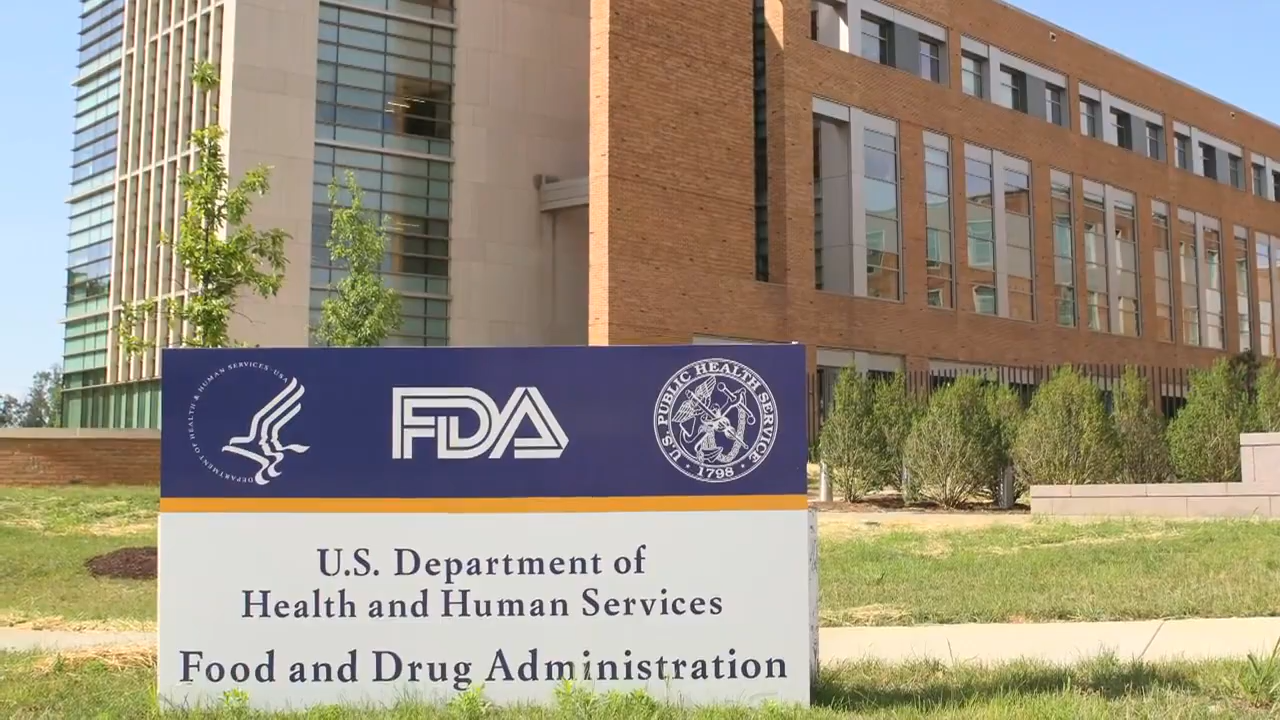 DEPARTMENT OF HEALTH & HUMAN SERVICES · USA
FDA
U.S. PUBLIC HEALTH SERVICE
· 1798 ·
U.S. Department of
Health and Human Services
Food and Drug Administration